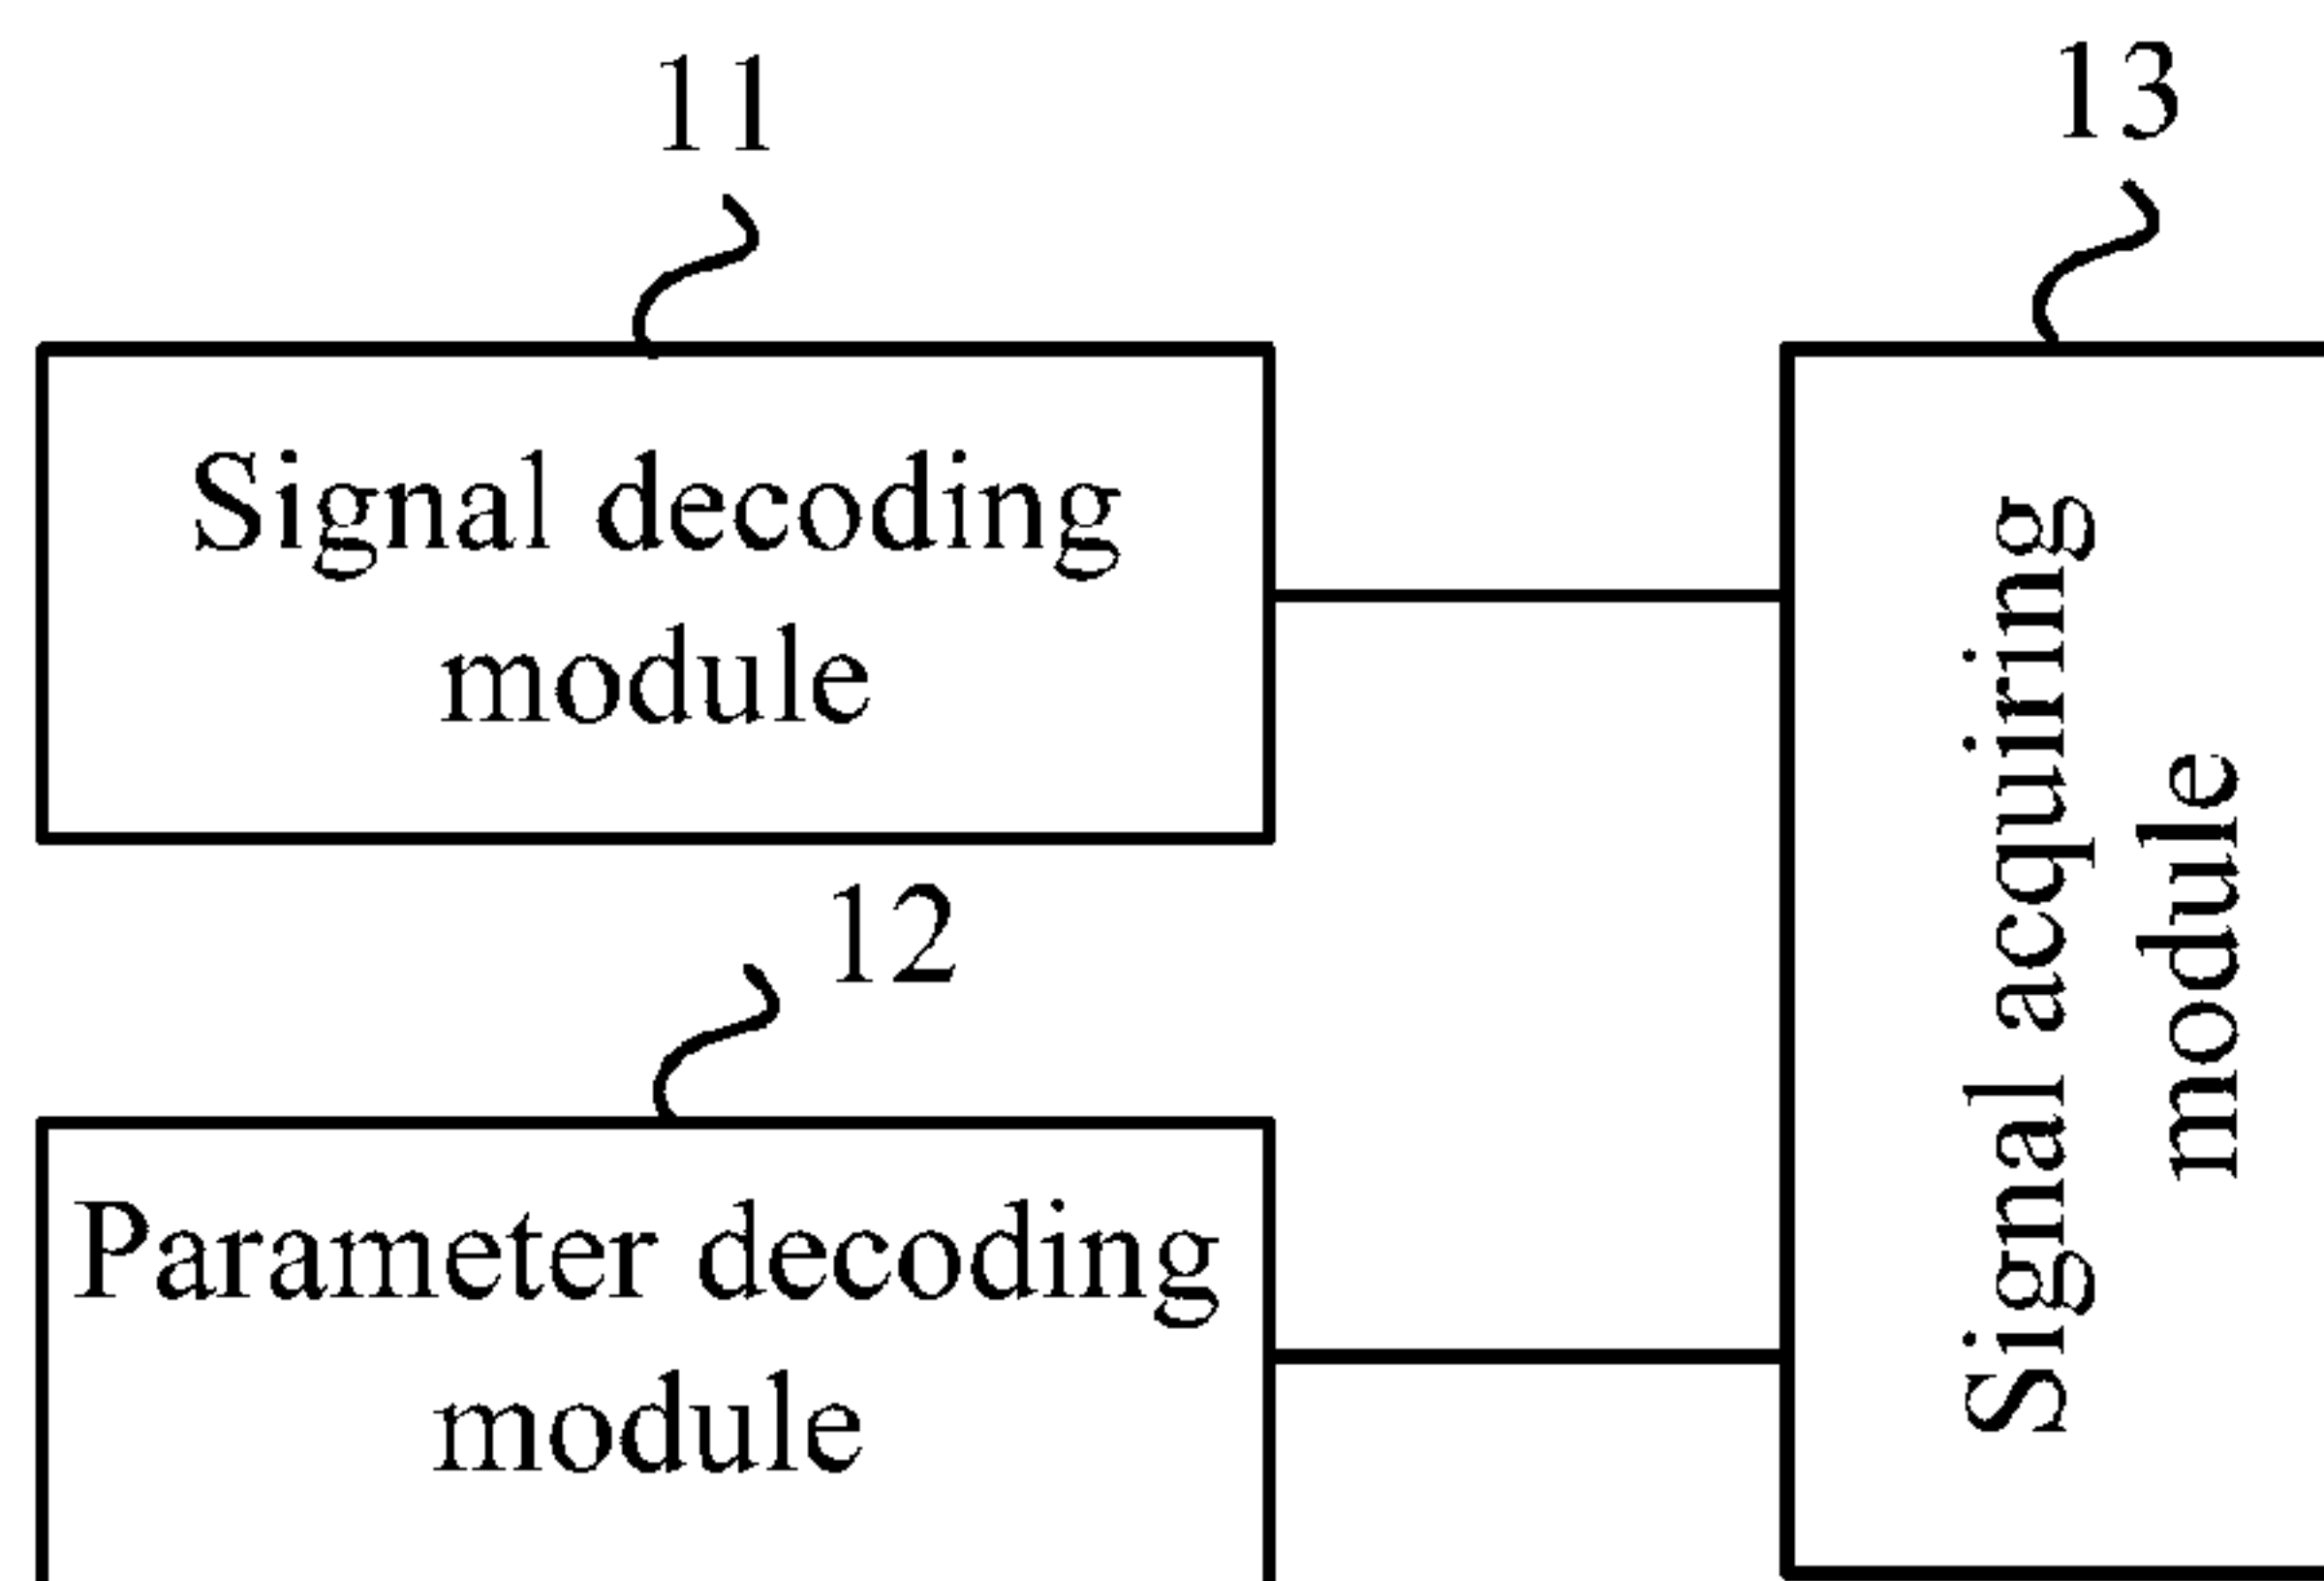 11
Signal decoding
module
12
Parameter decoding
module
13
Signal acquiring
module